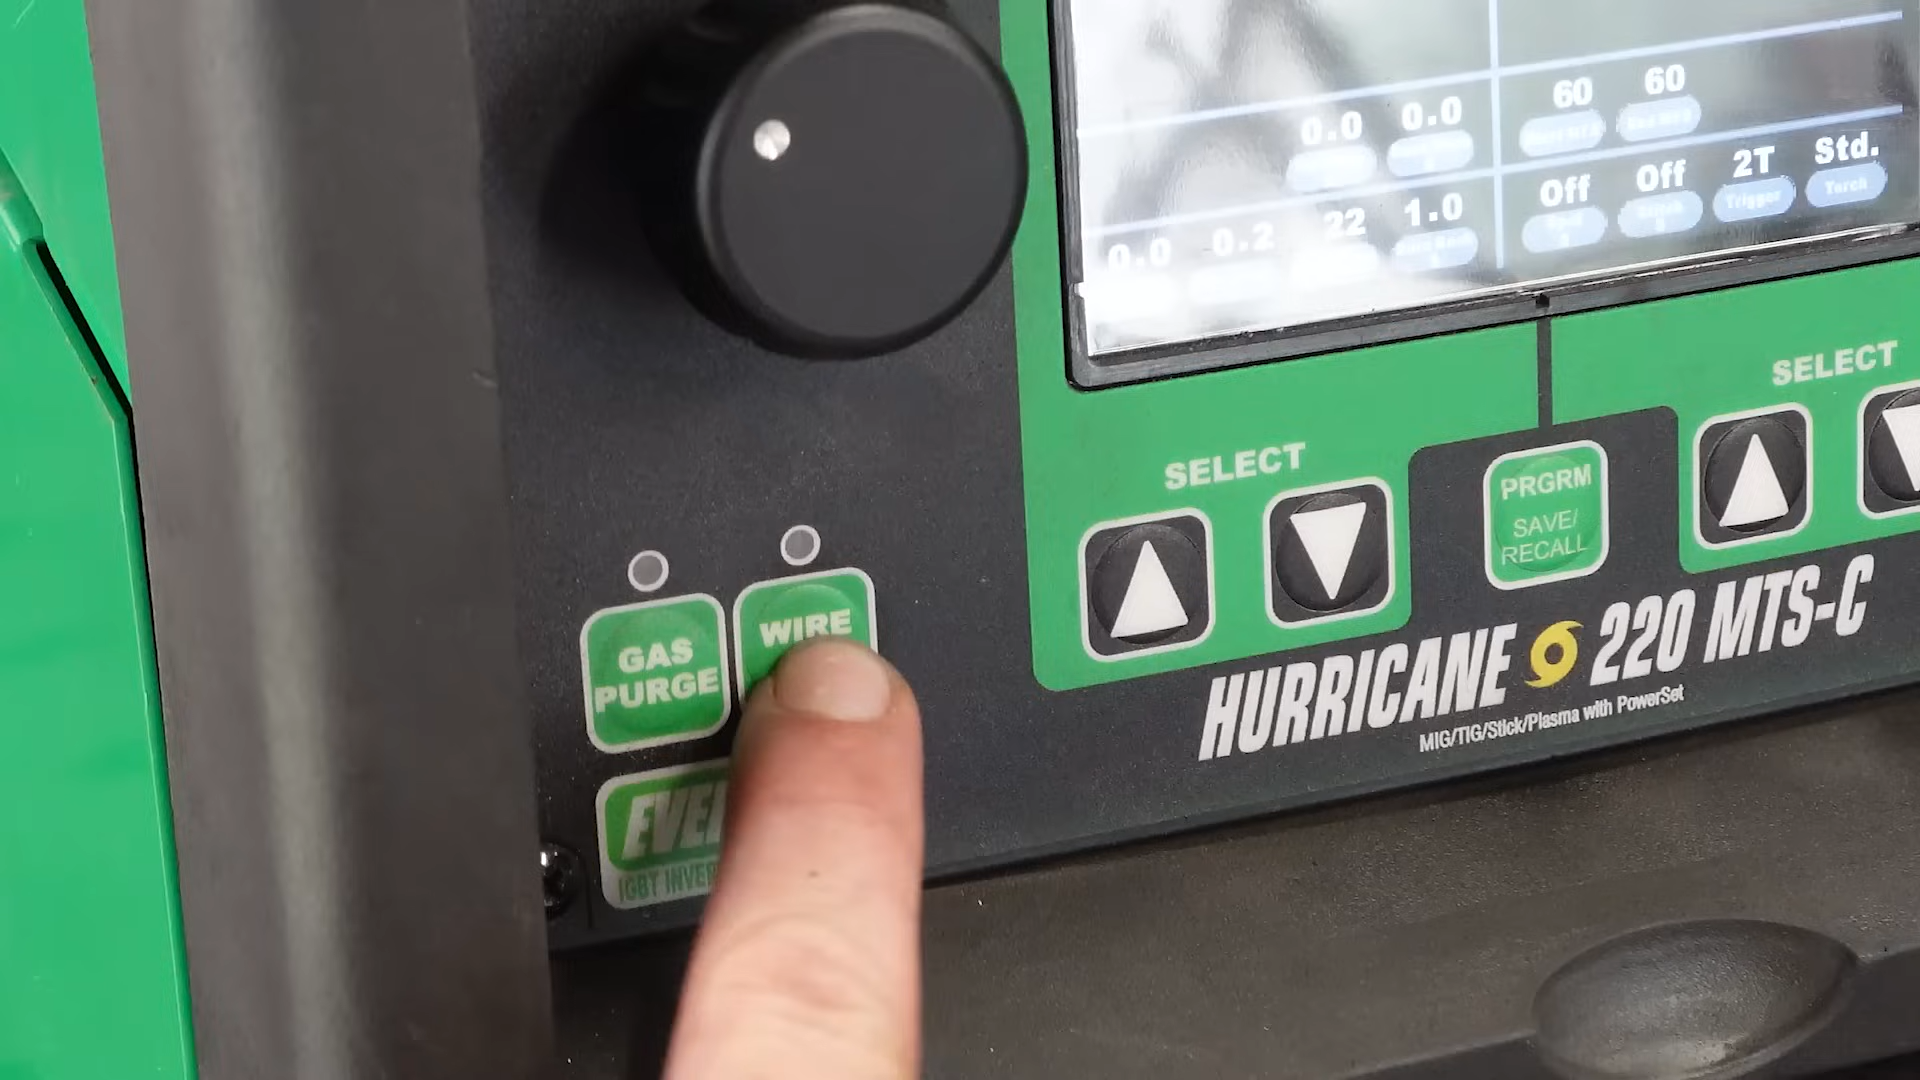 60 60
0.0 0.0
Off Off 2T Std.
Trigger Torch
0.0 0.2 22 1.0
SELECT
SELECT
PRGRM
SAVE/
RECALL
WIRE
GAS
PURGE
HURRICANE 220 MTS-C
MIG/TIG/Stick/Plasma with PowerSet
IGBT